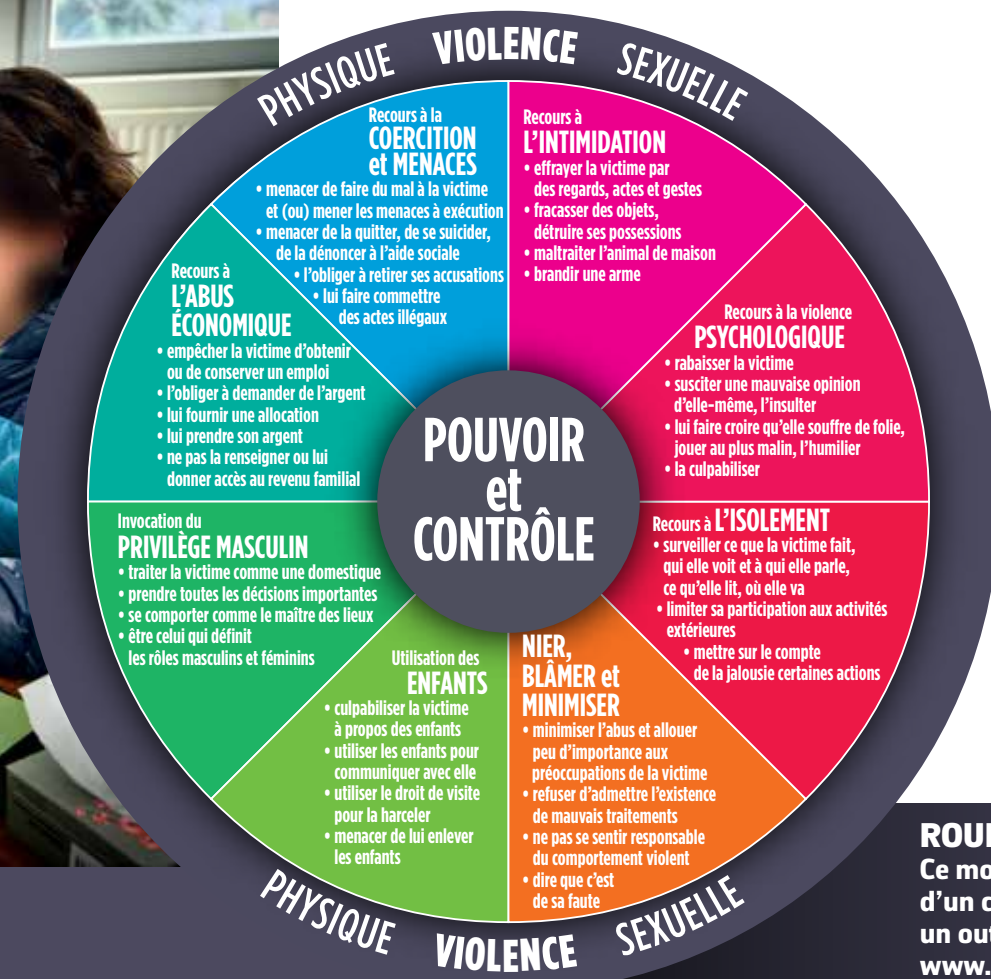 PHYSIQUE VIOLENCE SEXUELLE
Recours à la
COERCITION
et MENACES
• menacer de faire du mal à la victime
et (ou) mener les menaces à exécution
• menacer de la quitter, de se suicider,
de la dénoncer à l'aide sociale
• l'obliger à retirer ses accusations
• lui faire commettre
des actes illégaux
Recours à
L'INTIMIDATION
• effrayer la victime par
des regards, actes et gestes
• fracasser des objets,
détruire ses possessions
• maltraiter l'animal de maison
• brandir une arme
Recours à la violence
PSYCHOLOGIQUE
• rabaisser la victime
• susciter une mauvaise opinion
d'elle-même, l'insulter
• lui faire croire qu'elle souffre de folie,
jouer au plus malin, l'humilier
• la culpabiliser
Recours à L'ISOLEMENT
• surveiller ce que la victime fait,
qui elle voit et à qui elle parle,
ce qu'elle lit, où elle va
• limiter sa participation aux activités
extérieures
• mettre sur le compte
de la jalousie certaines actions
NIER,
BLÂMER et
MINIMISER
• minimiser l'abus et allouer
peu d'importance aux
préoccupations de la victime
• refuser d'admettre l'existence
de mauvais traitements
• ne pas se sentir responsable
du comportement violent
• dire que c'est
de sa faute
Utilisation des
ENFANTS
• culpabiliser la victime
à propos des enfants
• utiliser les enfants pour
communiquer avec elle
• utiliser le droit de visite
pour la harceler
• menacer de lui enlever
les enfants
Invocation du
PRIVILÈGE MASCULIN
• traiter la victime comme une domestique
• prendre toutes les décisions importantes
• se comporter comme le maître des lieux
• être celui qui définit
les rôles masculins et féminins
Recours à
L'ABUS
ÉCONOMIQUE
• empêcher la victime d'obtenir
ou de conserver un emploi
• l'obliger à demander de l'argent
• lui fournir une allocation
• lui prendre son argent
• ne pas la renseigner ou lui
donner accès au revenu familial
POUVOIR
et
CONTRÔLE
PHYSIQUE VIOLENCE SEXUELLE
Ce
d'un
un
www.